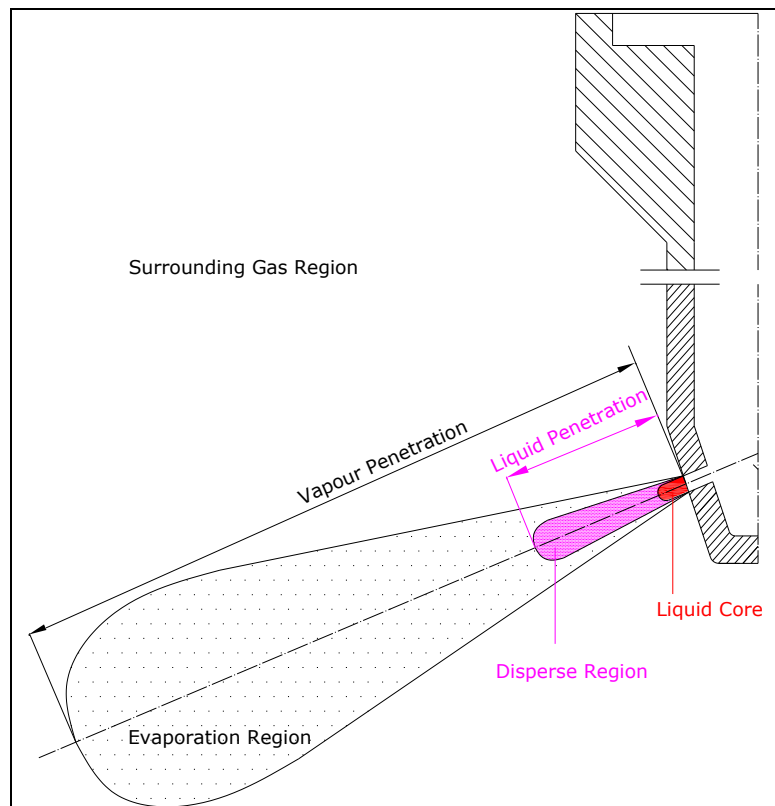 Surrounding Gas Region
Vapour Penetration
Liquid Penetration
Liquid Core
Disperse Region
Evaporation Region